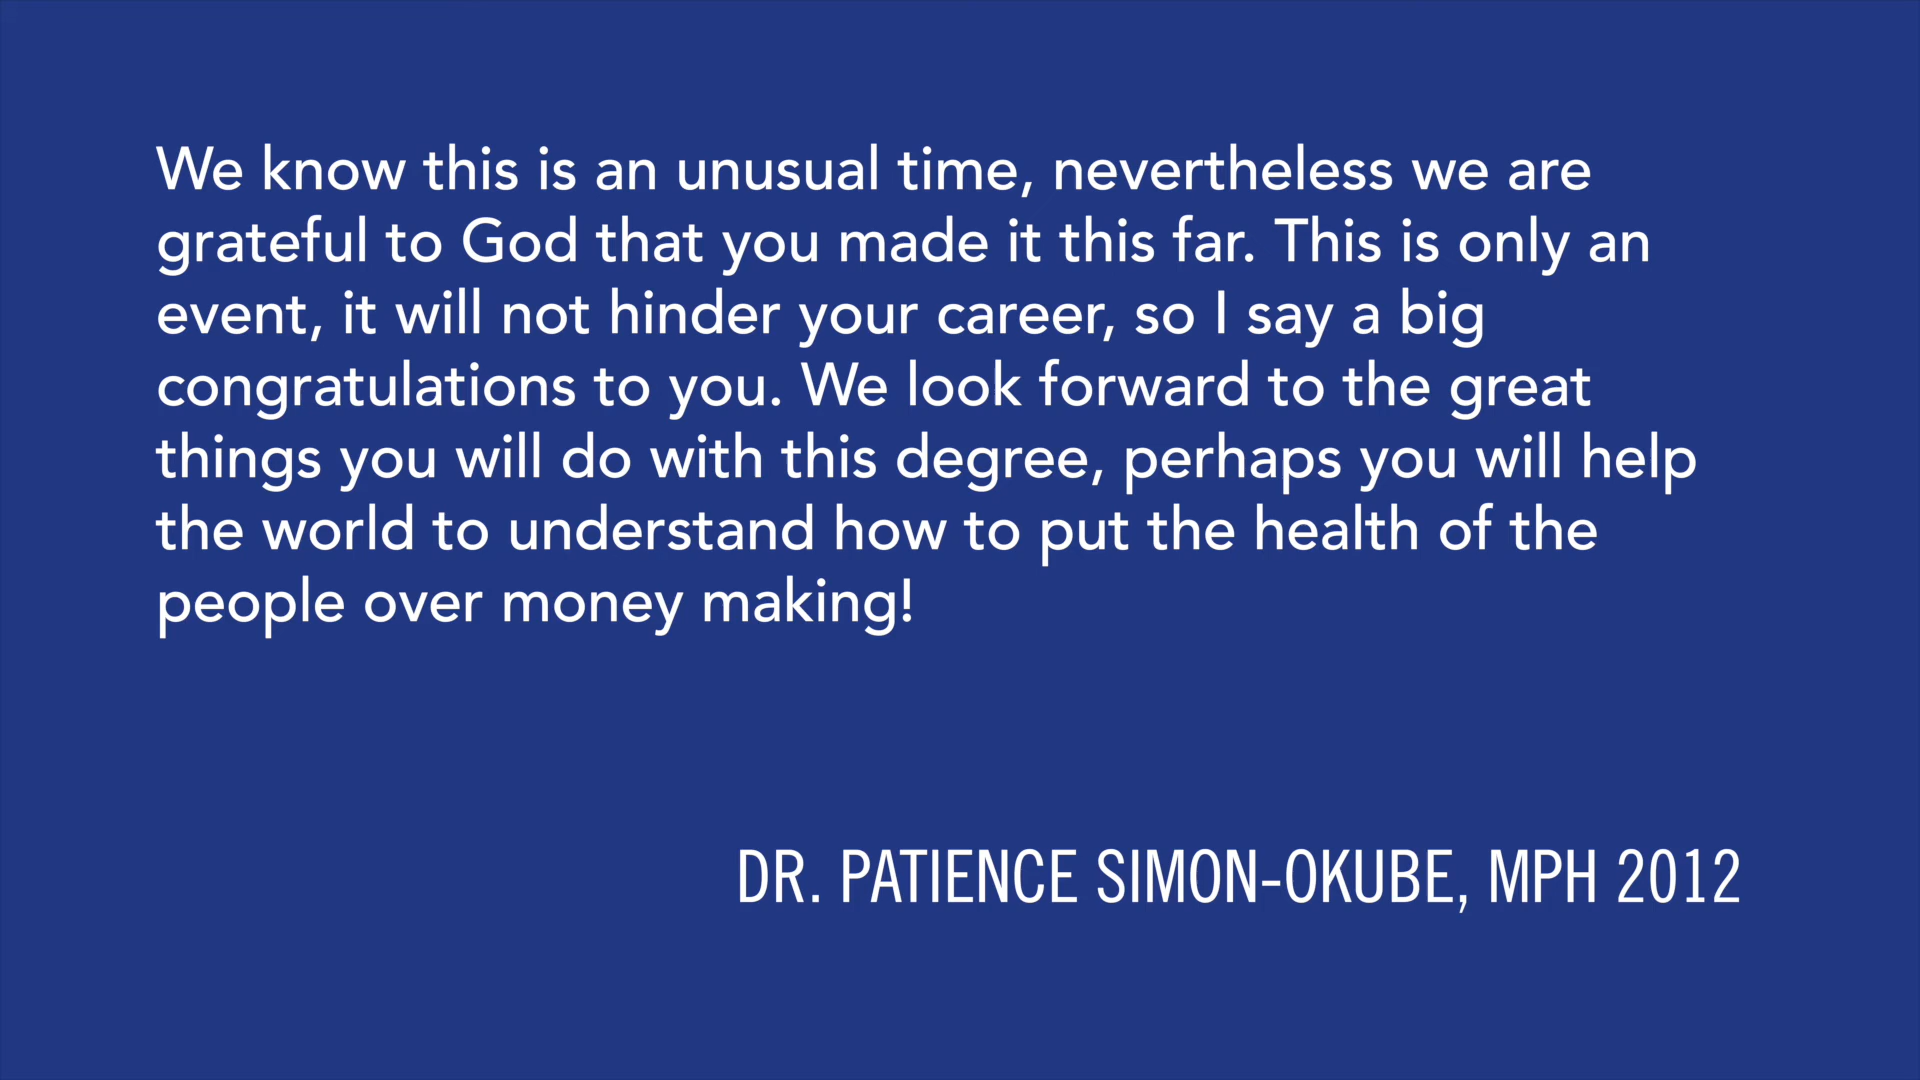 We know this is an unusual time, nevertheless we are
grateful to God that you made it this far. This is only an
event, it will not hinder your career, so I say a big
congratulations to you. We look forward to the great
things you will do with this degree, perhaps you will help
the world to understand how to put the health of the
people over money making!
DR. PATIENCE SIMON-OKUBE, MPH 2012